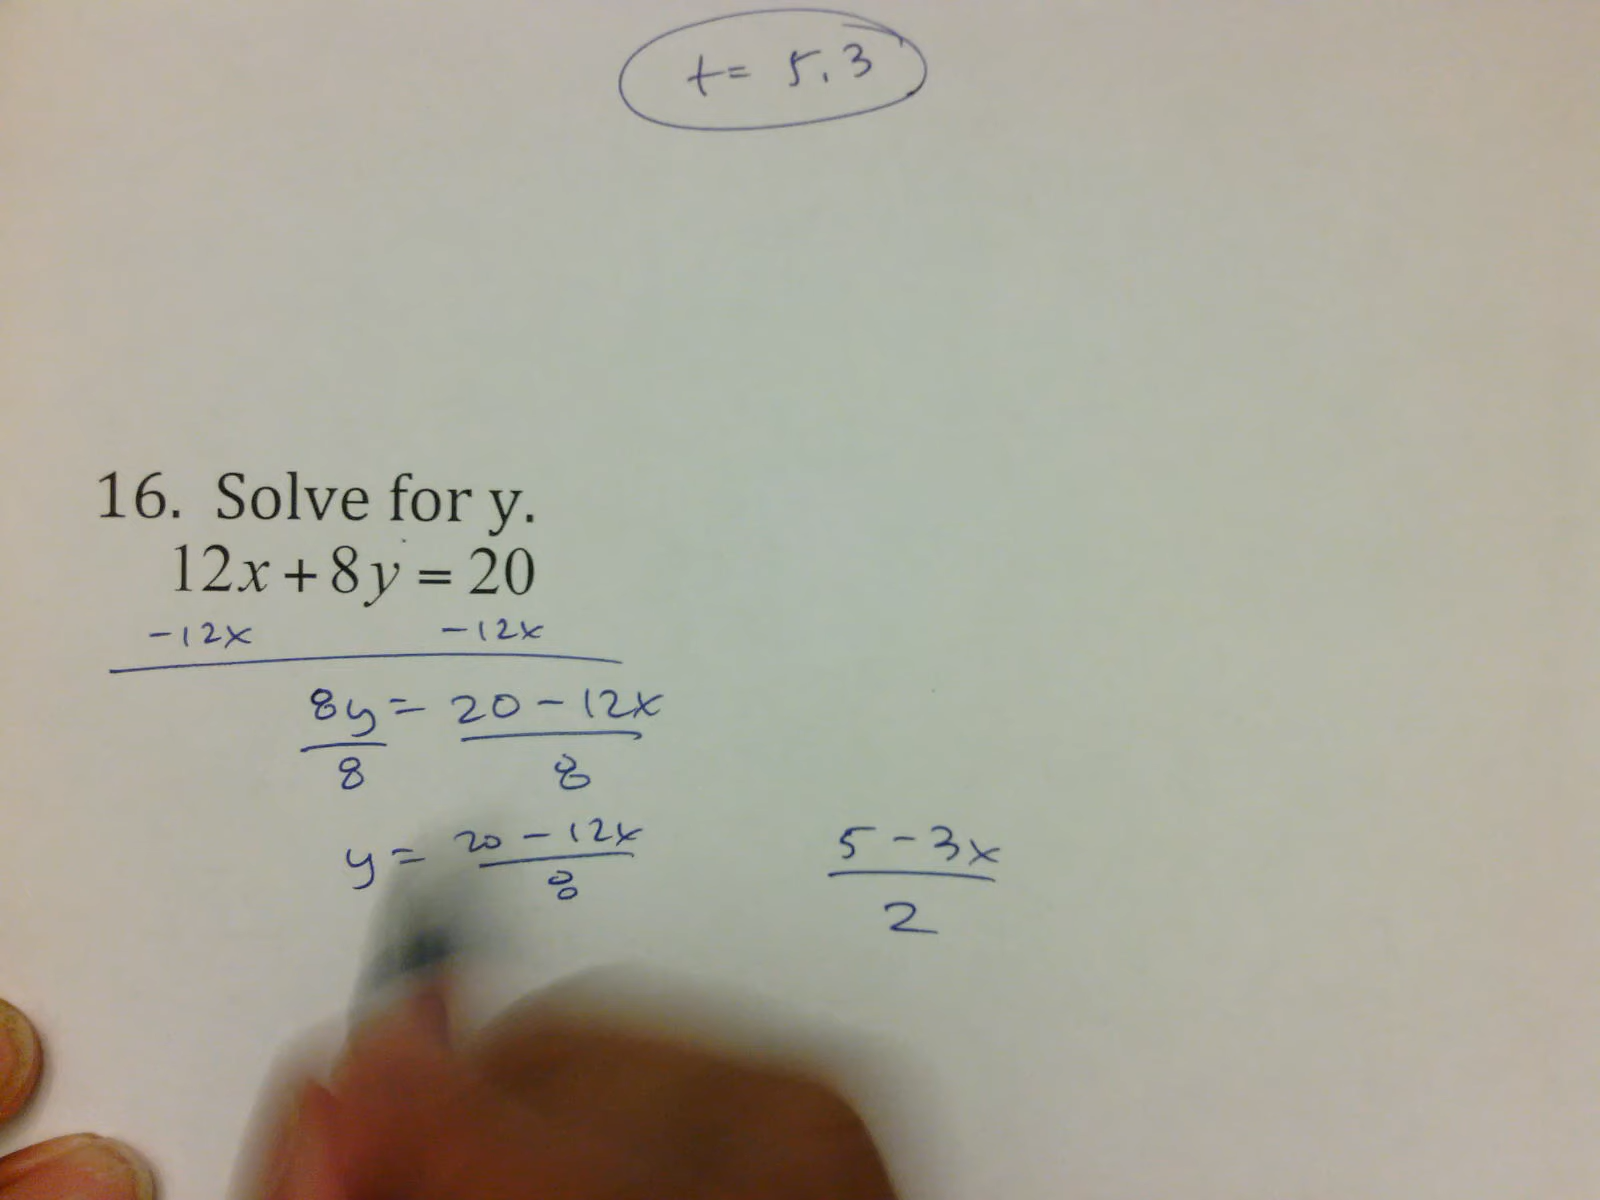 t = 5.3
16. Solve for y.
12x + 8y = 20
-12x -12x
8y = 20 - 12x
8 8
y = 20 - 12x
8
5 - 3x
2